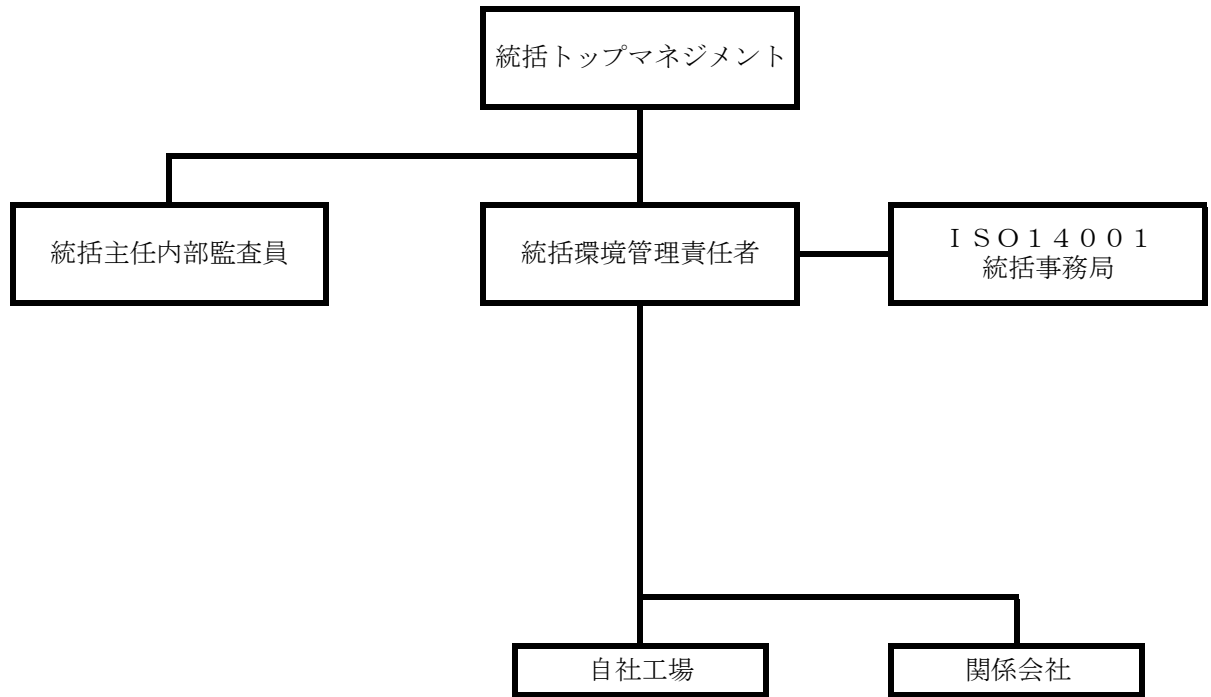 統括トップマネジメント
統括主任内部監査員
統括環境管理責任者
ＩＳＯ１４００１
統括事務局
自社工場
関係会社